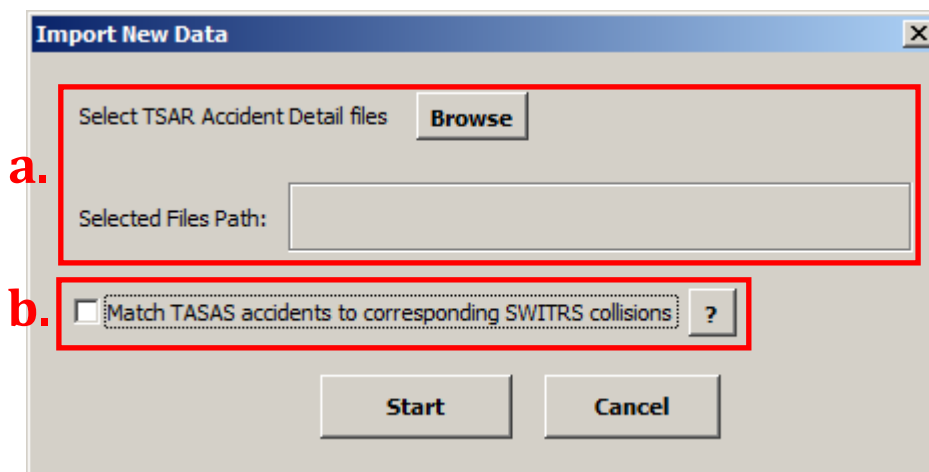 Import New Data
Select TSAR Accident Detail files Browse
a.
Selected Files Path:
b. Match TASAS accidents to corresponding SWITRS collisions ?
Start Cancel